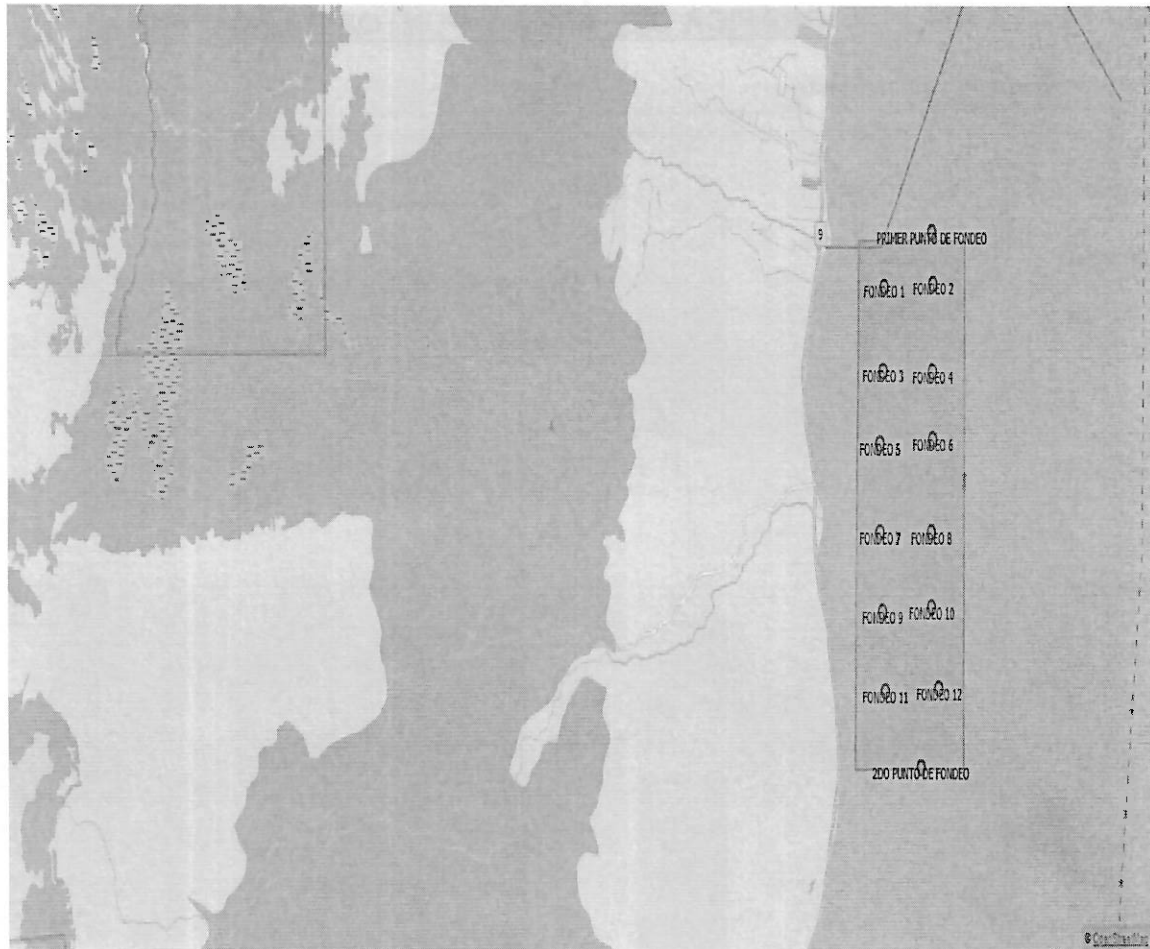 9
PRIMER PUNTO DE FONDEO
FONDEO 1
FONDEO 2
FONDEO 3
FONDEO 4
FONDEO 5
FONDEO 6
FONDEO 7
FONDEO 8
FONDEO 9
FONDEO 10
FONDEO 11
FONDEO 12
2DO PUNTO DE FONDEO
© OpenStreetMap